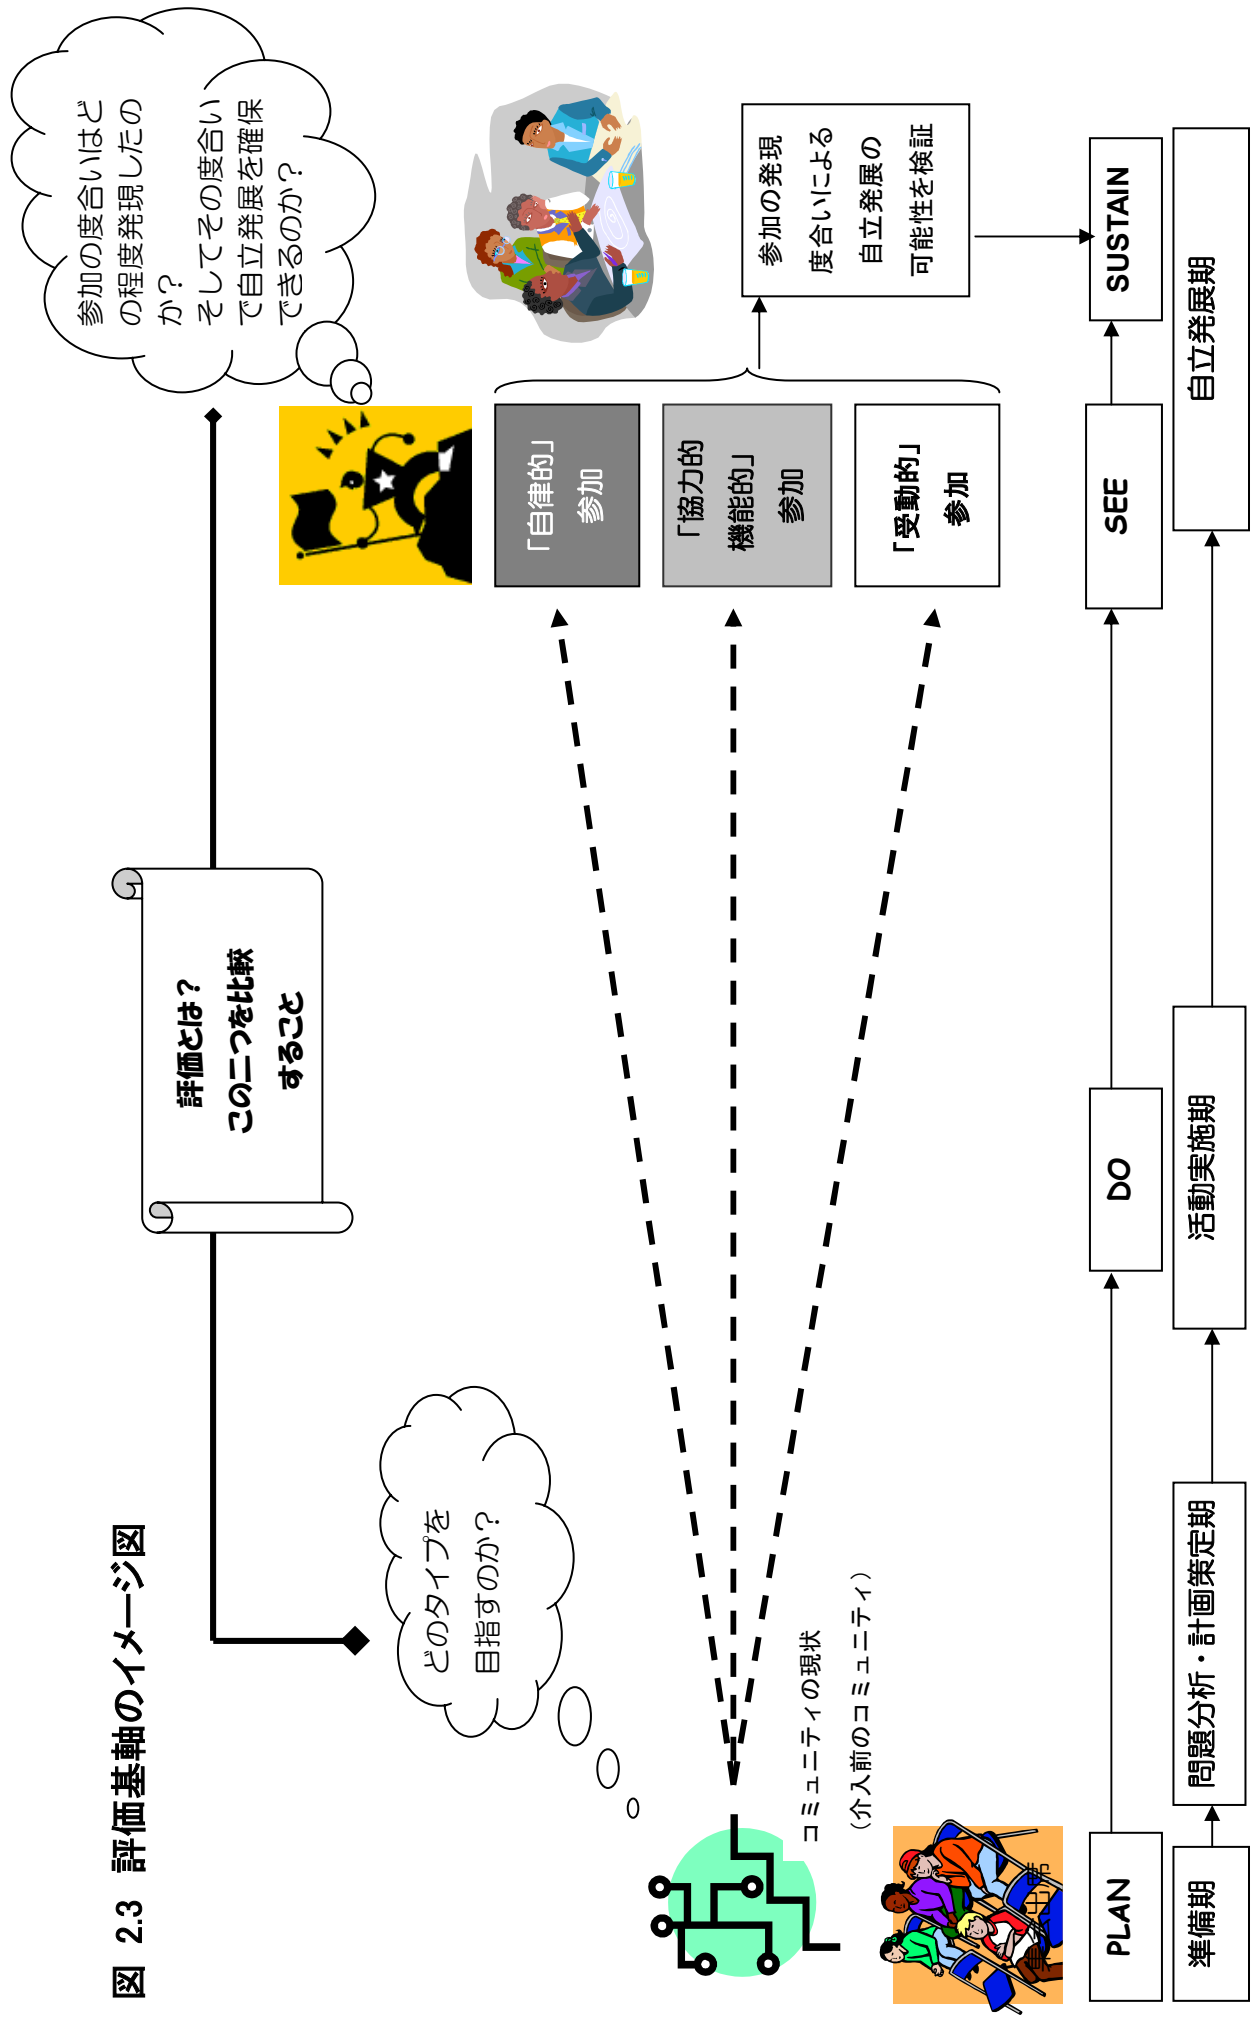 図 2.3 評価基軸のイメージ図
参加の度合いはど
の程度発現したの
か?
そしてその度合い
で自立発展を確保
できるのか?
評価とは?
この二つを比較
すること
どのタイプを
目指すのか?
「自律的」
参加
「協力的
機能的」
参加
「受動的」
参加
参加の発現
度合いによる
自立発展の
可能性を検証
コミュニティの現状
(介入前のコミュニティ)
PLAN
DO
SEE
SUSTAIN
準備期
問題分析・計画策定期
活動実施期
自立発展期